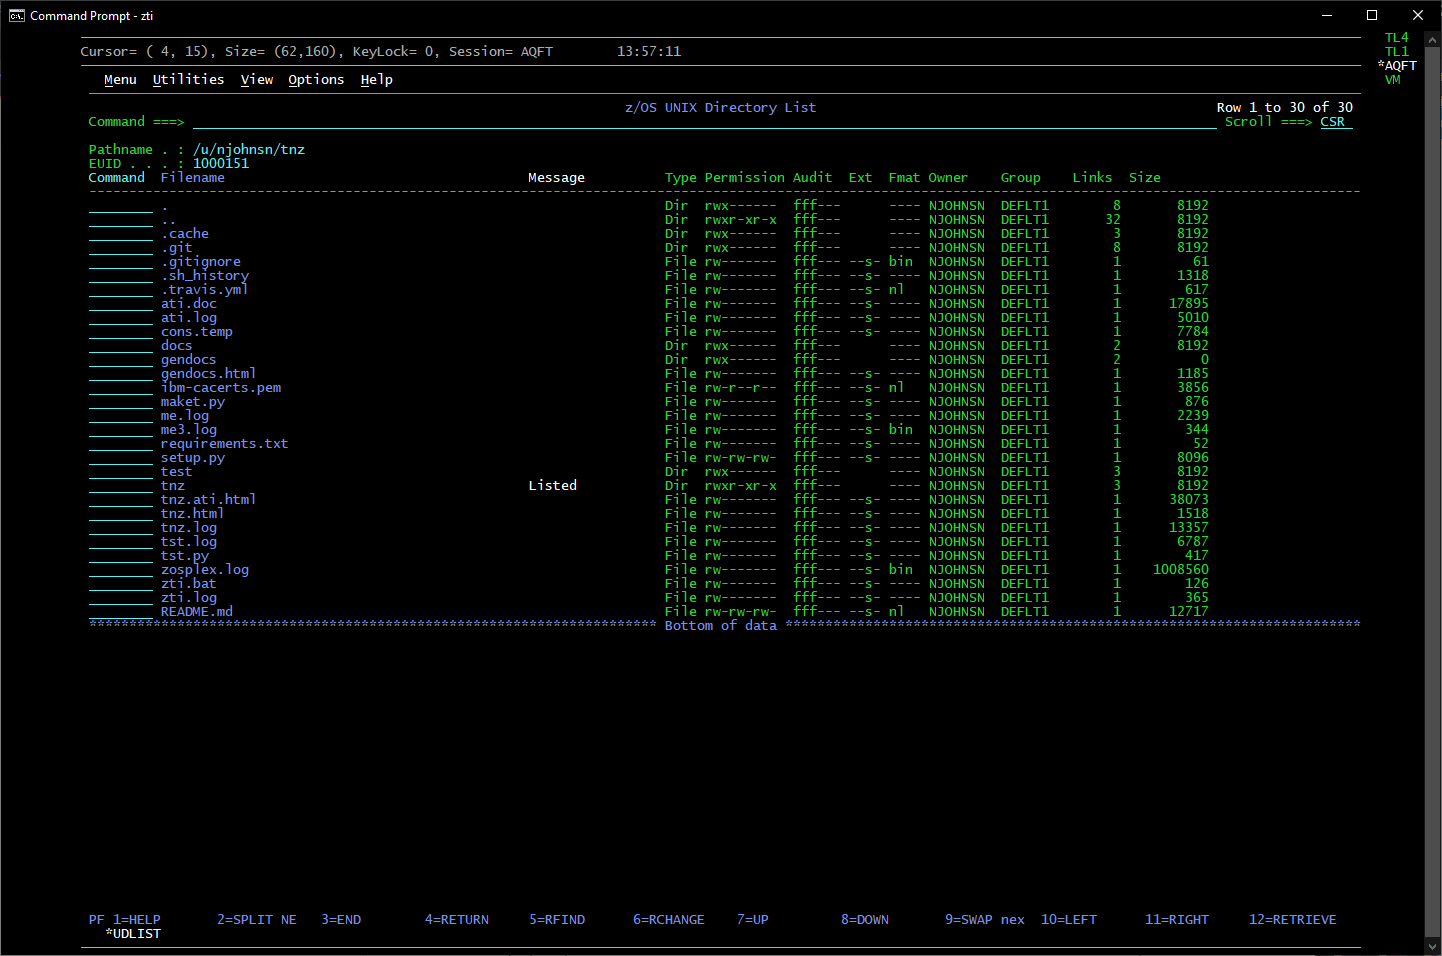 Command Prompt - zti
Cursor= ( 4, 15), Size= (62,160), KeyLock= 0, Session= AQFT 13:57:11
TL4
TL1
*AQFT
VM
Menu Utilities View Options Help
z/OS UNIX Directory List Row 1 to 30 of 30
Command ===> Scroll ===> CSR
Pathname . : /u/njohnsn/tnz
EUID . . . : 1000151
Command Filename Message Type Permission Audit Ext Fmat Owner Group Links Size
. Dir rwx------ fff--- ---- NJOHNSN DEFLT1 8 8192
.. Dir rwxr-xr-x fff--- ---- NJOHNSN DEFLT1 32 8192
.cache Dir rwx------ fff--- ---- NJOHNSN DEFLT1 3 8192
.git Dir rwx------ fff--- ---- NJOHNSN DEFLT1 8 8192
.gitignore File rw------- fff--- --s- bin NJOHNSN DEFLT1 1 61
.sh_history File rw------- fff--- --s- ---- NJOHNSN DEFLT1 1 1318
.travis.yml File rw------- fff--- --s- nl NJOHNSN DEFLT1 1 617
ati.doc File rw------- fff--- --s- ---- NJOHNSN DEFLT1 1 17895
ati.log File rw------- fff--- --s- ---- NJOHNSN DEFLT1 1 5010
cons.temp File rw------- fff--- --s- ---- NJOHNSN DEFLT1 1 7784
docs Dir rwx------ fff--- ---- NJOHNSN DEFLT1 2 8192
gendocs Dir rwx------ fff--- ---- NJOHNSN DEFLT1 2 0
gendocs.html File rw------- fff--- --s- ---- NJOHNSN DEFLT1 1 1185
ibm-cacerts.pem File rw-r--r-- fff--- --s- nl NJOHNSN DEFLT1 1 3856
maket.py File rw------- fff--- --s- ---- NJOHNSN DEFLT1 1 876
me.log File rw------- fff--- --s- ---- NJOHNSN DEFLT1 1 2239
me3.log File rw------- fff--- --s- bin NJOHNSN DEFLT1 1 344
requirements.txt File rw------- fff--- --s- ---- NJOHNSN DEFLT1 1 52
setup.py File rw-rw-rw- fff--- --s- ---- NJOHNSN DEFLT1 1 8096
test Dir rwx------ fff--- ---- NJOHNSN DEFLT1 3 8192
tnz Listed Dir rwxr-xr-x fff--- ---- NJOHNSN DEFLT1 3 8192
tnz.ati.html File rw------- fff--- --s- ---- NJOHNSN DEFLT1 1 38073
tnz.html File rw------- fff--- --s- ---- NJOHNSN DEFLT1 1 1518
tnz.log File rw------- fff--- --s- ---- NJOHNSN DEFLT1 1 13357
tst.log File rw------- fff--- --s- ---- NJOHNSN DEFLT1 1 6787
tst.py File rw------- fff--- --s- ---- NJOHNSN DEFLT1 1 417
zosplex.log File rw------- fff--- --s- bin NJOHNSN DEFLT1 1 1008560
zti.bat File rw------- fff--- --s- ---- NJOHNSN DEFLT1 1 126
zti.log File rw------- fff--- --s- ---- NJOHNSN DEFLT1 1 365
README.md File rw-rw-rw- fff--- --s- nl NJOHNSN DEFLT1 1 12717
*********************************************************************** Bottom of data ************************************************************************
PF 1=HELP 2=SPLIT NE 3=END 4=RETURN 5=RFIND 6=RCHANGE 7=UP 8=DOWN 9=SWAP nex 10=LEFT 11=RIGHT 12=RETRIEVE
*UDLIST